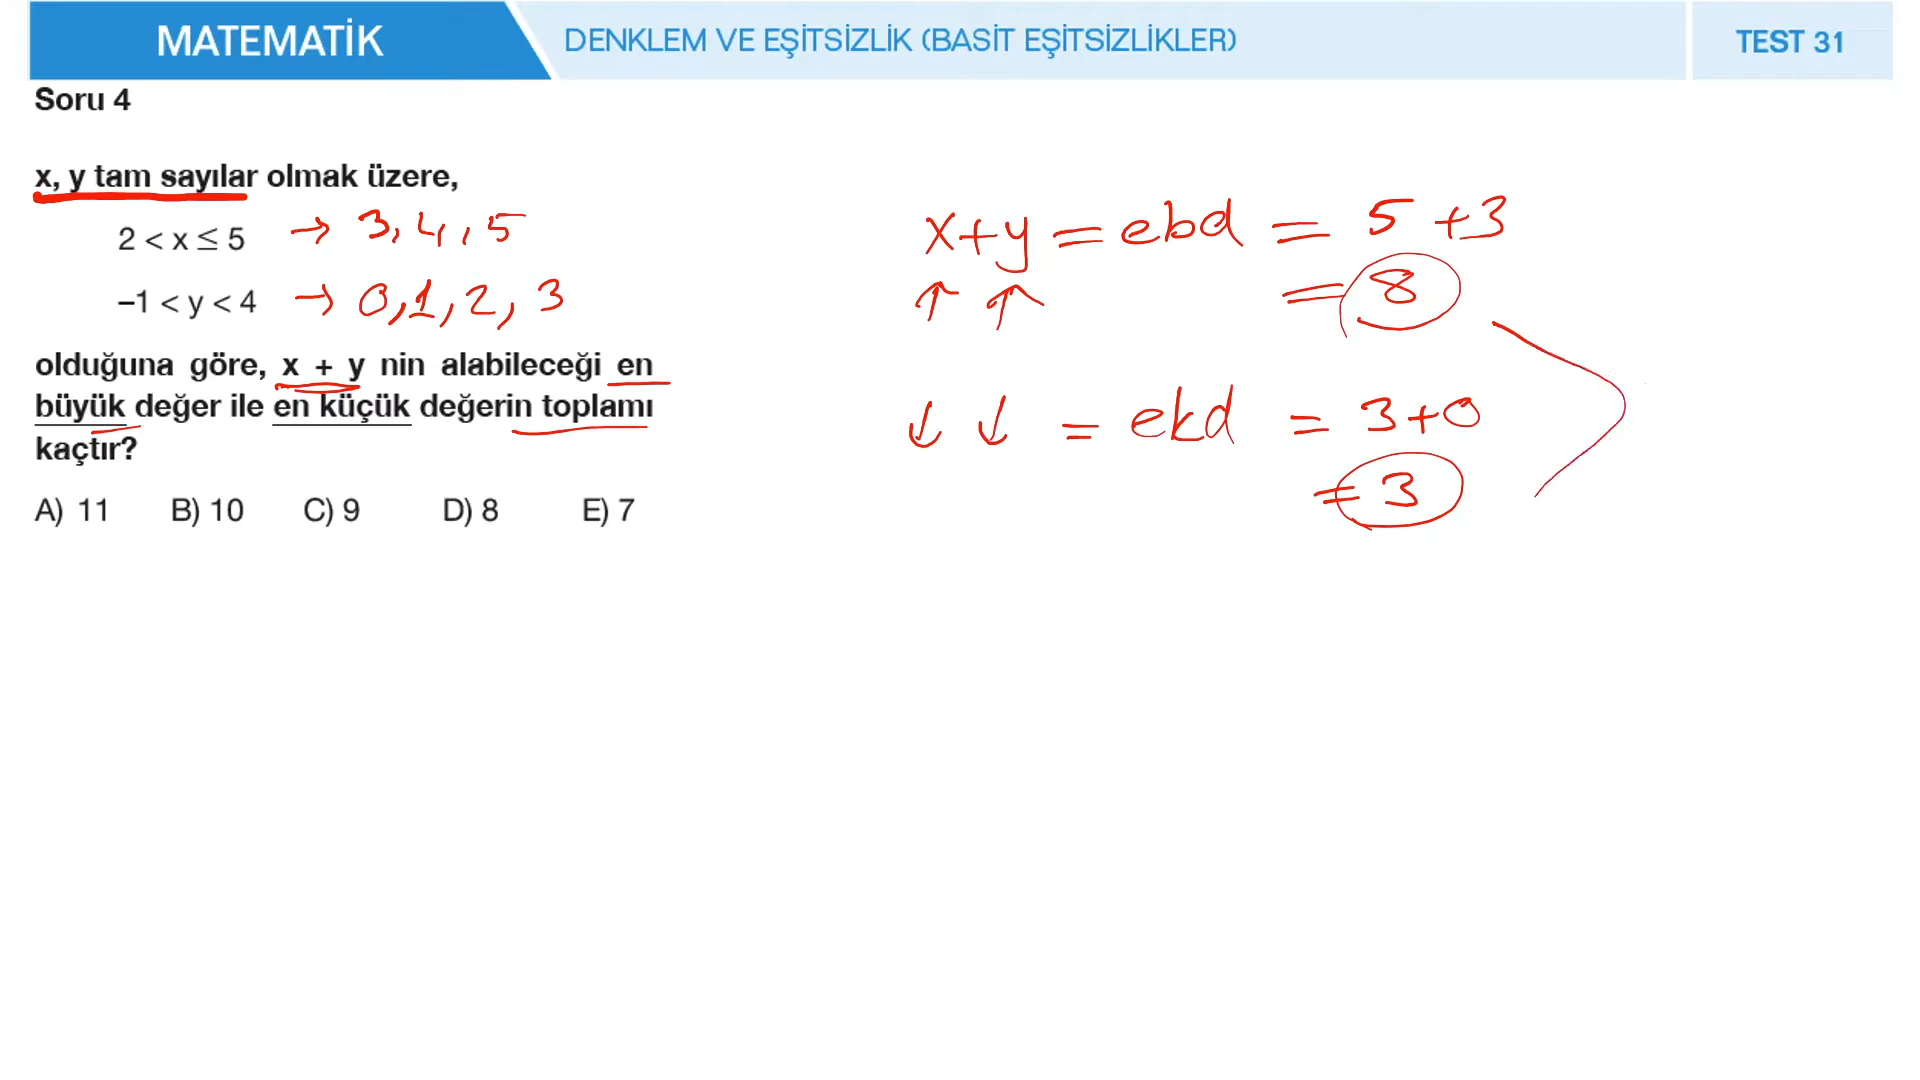 MATEMATİK
DENKLEM VE EŞİTSİZLİK (BASİT EŞİTSİZLİKLER)
TEST 31
Soru 4
x, y tam sayılar olmak üzere,
2 < x ≤ 5 → 3, 4, 5
–1 < y < 4 → 0, 1, 2, 3
olduğuna göre, x + y nin alabileceği en
büyük değer ile en küçük değerin toplamı
kaçtır?
A) 11 B) 10 C) 9 D) 8 E) 7
x+y = ebd = 5 +3
↑ ↑ = 8
↓ ↓ = ekd = 3+0
= 3